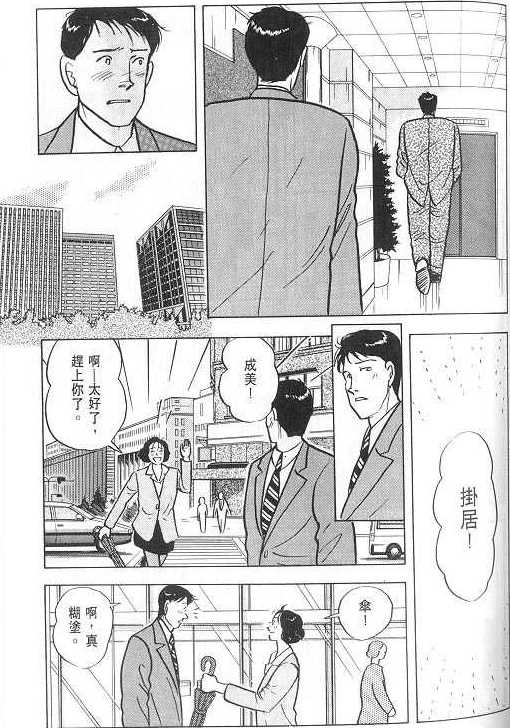 掛居！
成美！
啊—太好了，
趕上你了。
傘！
啊，真
糊塗。